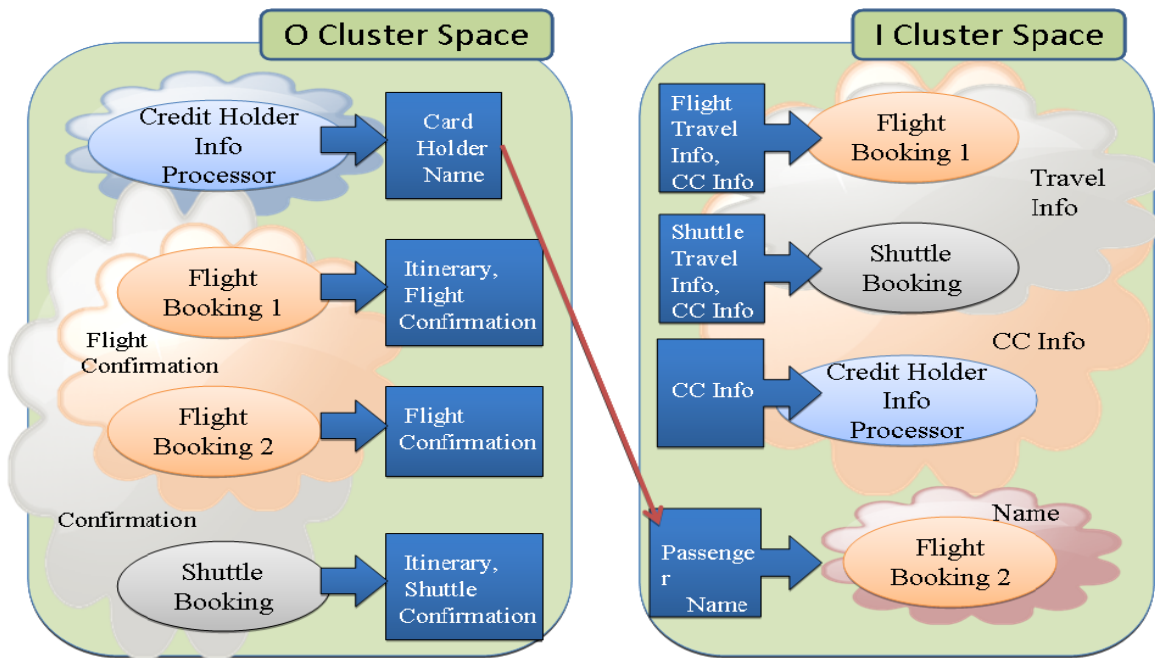 O Cluster Space
Credit Holder
Info
Processor
Card
Holder
Name
Flight
Booking 1
Itinerary,
Flight
Confirmation
Flight
Confirmation
Flight
Booking 2
Flight
Confirmation
Confirmation
Shuttle
Booking
Itinerary,
Shuttle
Confirmation
I Cluster Space
Flight
Travel
Info,
CC Info
Flight
Booking 1
Travel
Info
Shuttle
Travel
Info,
CC Info
Shuttle
Booking
CC Info
CC Info
Credit Holder
Info
Processor
Passenge
r
Name
Name
Flight
Booking 2